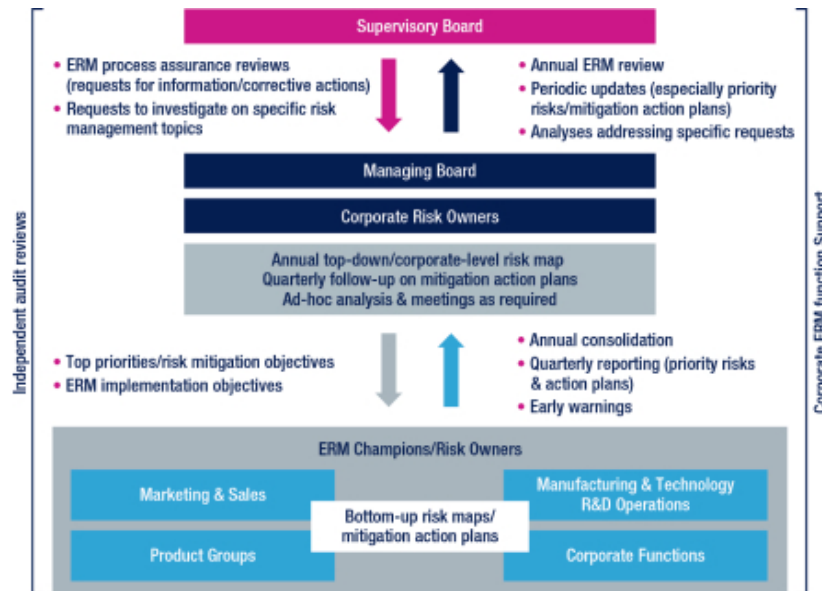 Supervisory Board
• ERM process assurance reviews
(requests for information/corrective actions)
• Requests to investigate on specific risk
management topics
• Annual ERM review
• Periodic updates (especially priority
risks/mitigation action plans)
• Analyses addressing specific requests
Managing Board
Corporate Risk Owners
Annual top-down/corporate-level risk map
Quarterly follow-up on mitigation action plans
Ad-hoc analysis & meetings as required
Independent audit reviews
Corporate ERM function Support
• Top priorities/risk mitigation objectives
• ERM implementation objectives
• Annual consolidation
• Quarterly reporting (priority risks
& action plans)
• Early warnings
ERM Champions/Risk Owners
Marketing & Sales
Manufacturing & Technology
R&D Operations
Bottom-up risk maps/
mitigation action plans
Product Groups
Corporate Functions